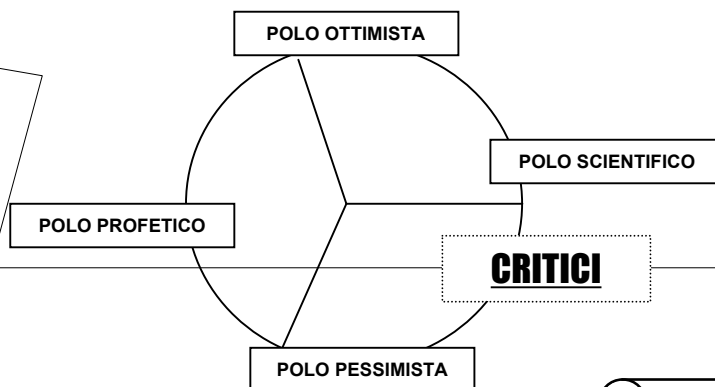 POLO OTTIMISTA
POLO SCIENTIFICO
POLO PROFETICO
CRITICI
POLO PESSIMISTA